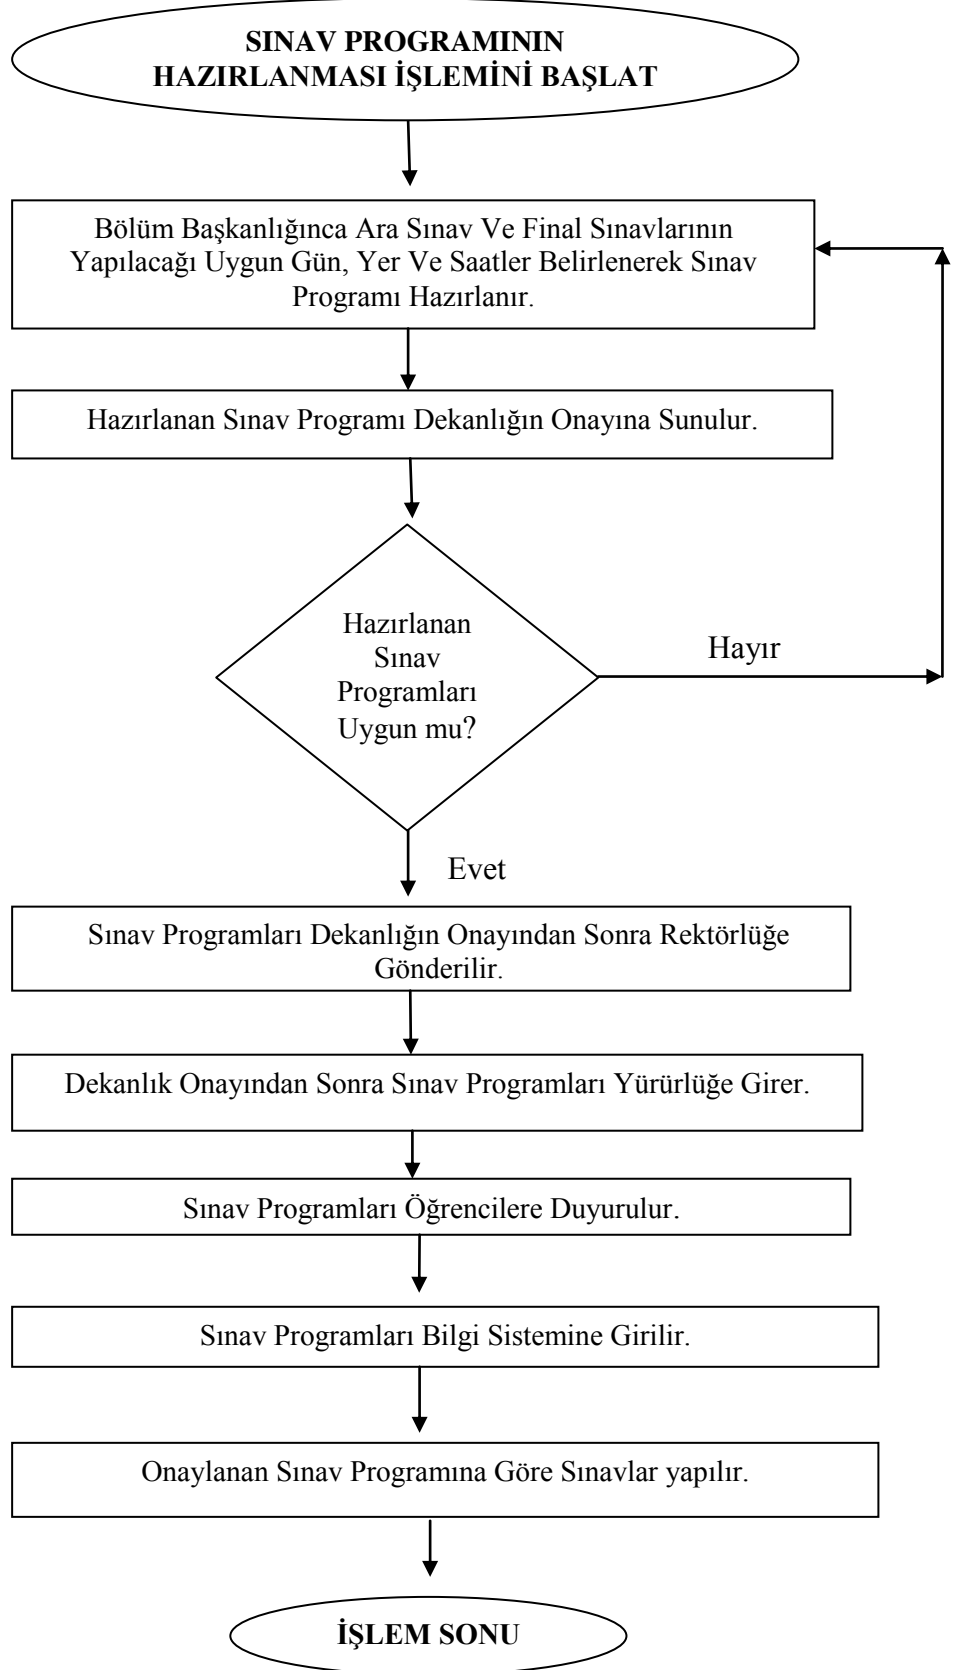 SINAV PROGRAMININ
HAZIRLANMASI İŞLEMİNİ BAŞLAT
Bölüm Başkanlığınca Ara Sınav Ve Final Sınavlarının
Yapılacağı Uygun Gün, Yer Ve Saatler Belirlenerek Sınav
Programı Hazırlanır.
Hazırlanan Sınav Programı Dekanlığın Onayına Sunulur.
Hazırlanan
Sınav
Programları
Uygun mu?
Hayır
Evet
Sınav Programları Dekanlığın Onayından Sonra Rektörlüğe
Gönderilir.
Dekanlık Onayından Sonra Sınav Programları Yürürlüğe Girer.
Sınav Programları Öğrencilere Duyurulur.
Sınav Programları Bilgi Sistemine Girilir.
Onaylanan Sınav Programına Göre Sınavlar yapılır.
İŞLEM SONU